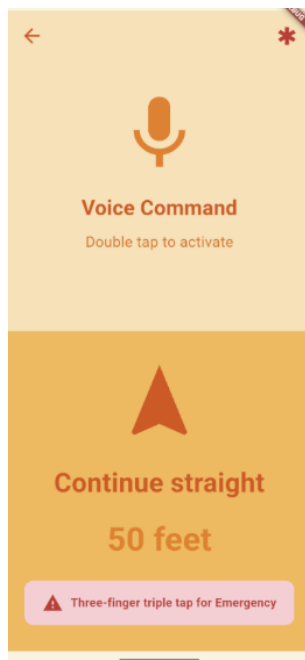 Voice Command
Double tap to activate
Continue straight
50 feet
Three-finger triple tap for Emergency